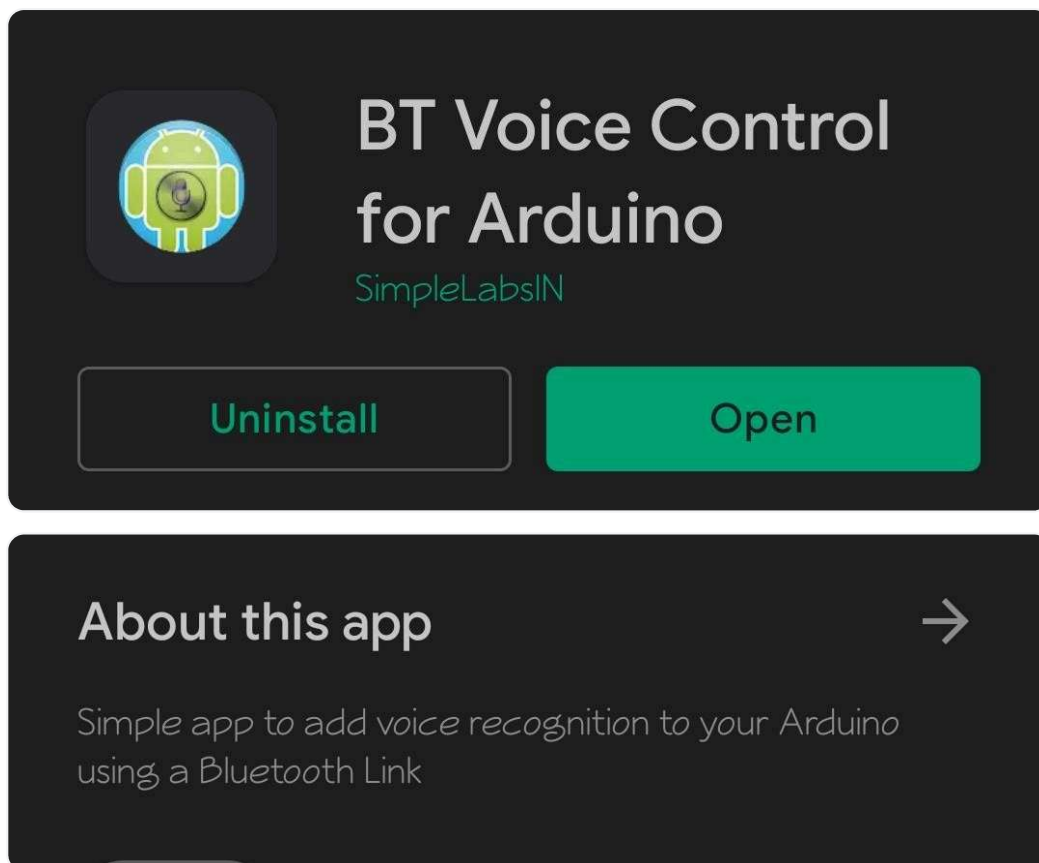 BT Voice Control
for Arduino
SimpleLabsIN
Uninstall
Open
About this app
Simple app to add voice recognition to your Arduino
using a Bluetooth Link